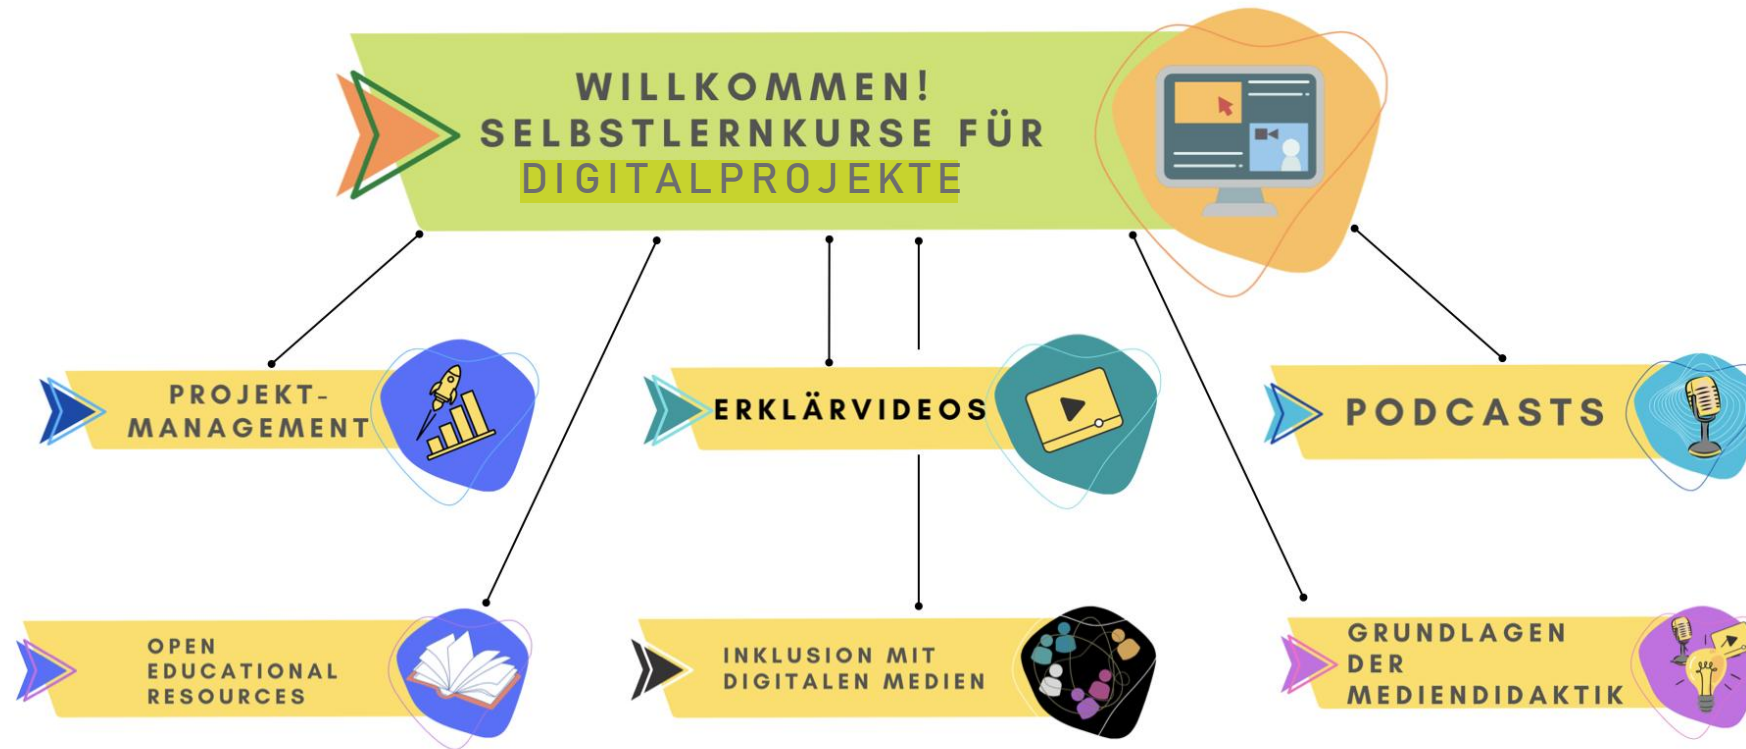 WILLKOMMEN!
SELBSTLERNKURSE FÜR
DIGITALPROJEKTE
PROJEKT-
MANAGEMENT
ERKLÄRVIDEOS
PODCASTS
OPEN
EDUCATIONAL
RESOURCES
INKLUSION MIT
DIGITALEN MEDIEN
GRUNDLAGEN
DER
MEDIENDIDAKTIK